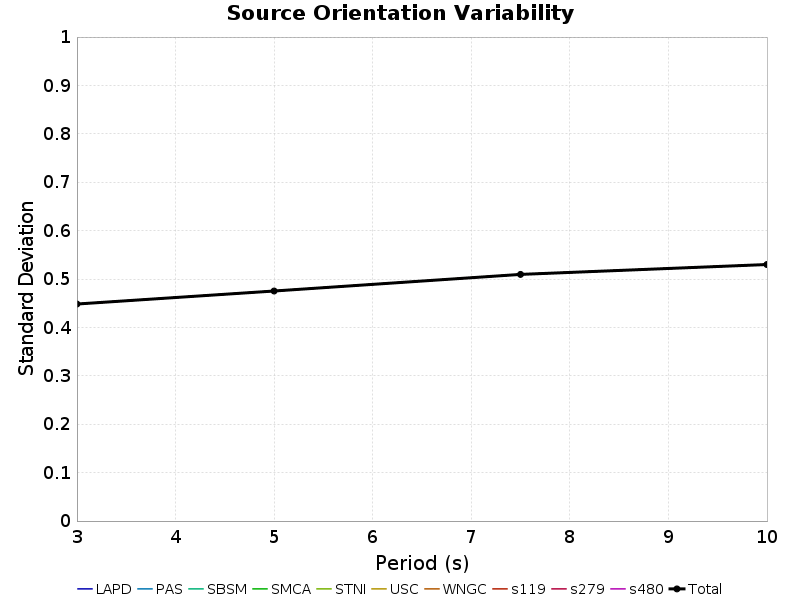 Source Orientation Variability
1
0.9
0.8
0.7
0.6
0.5
0.4
0.3
0.2
0.1
0
Standard Deviation
3 4 5 6 7 8 9 10
Period (s)
LAPD PAS SBSM SMCA STNI USC WNGC s119 s279 s480 Total